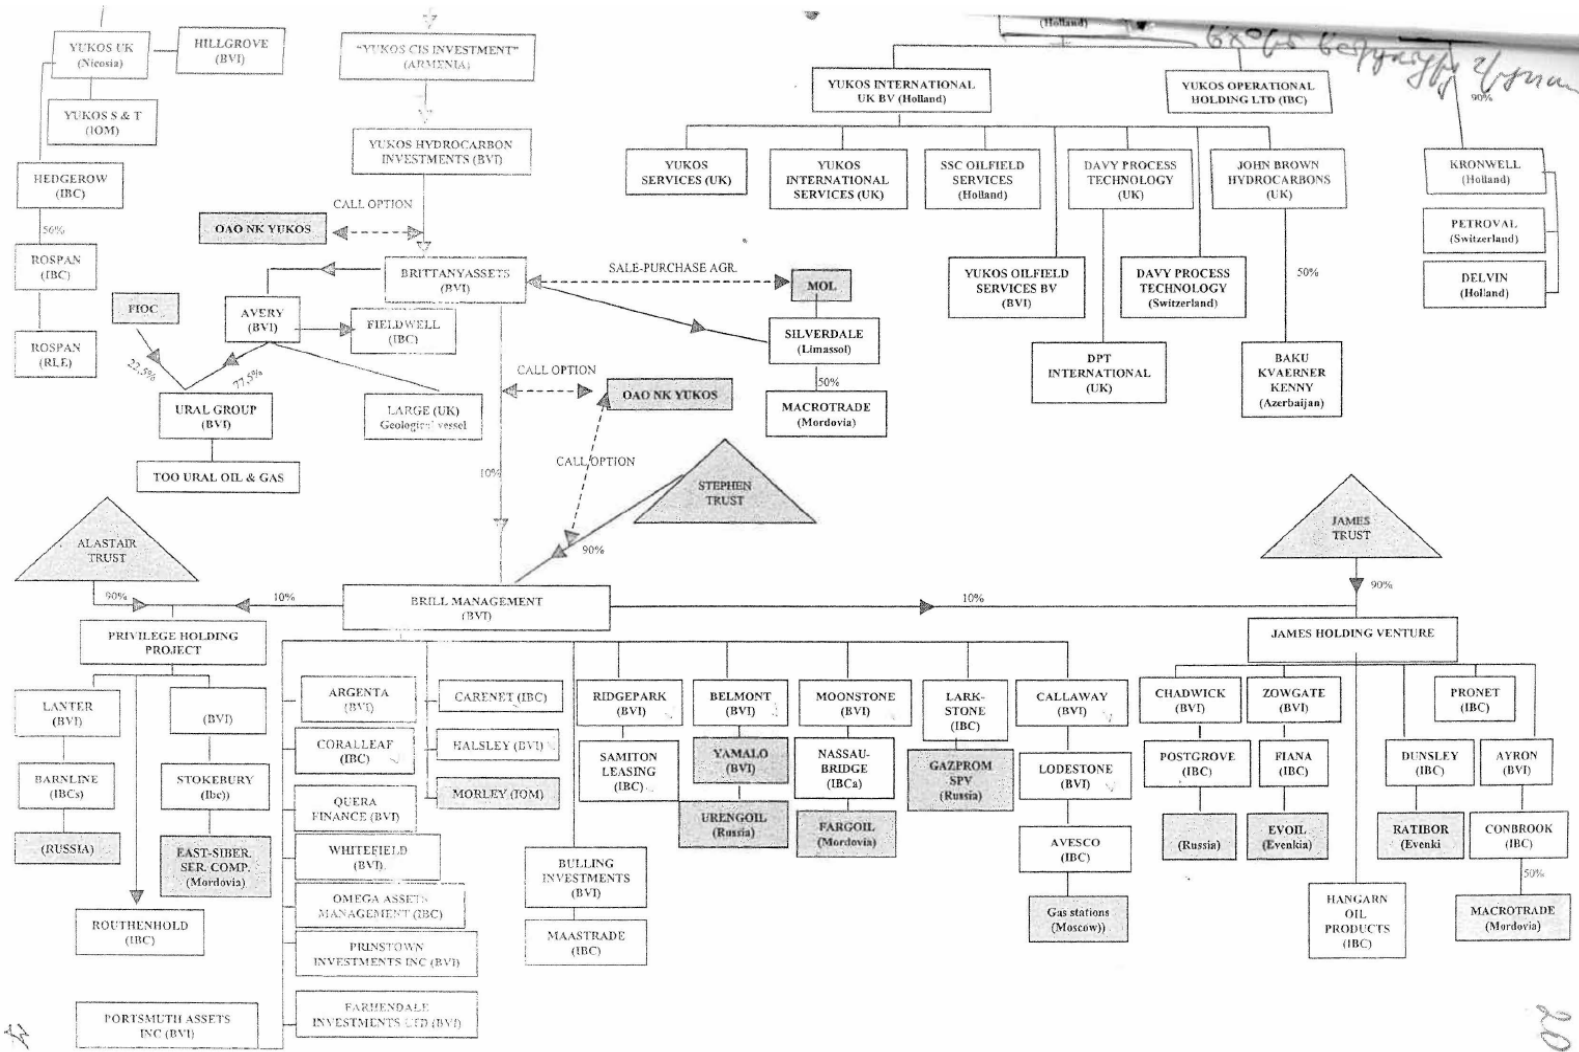 (Holland)
YUKOS UK
(Nicosia)
HILLGROVE
(BVI)
"YUKOS CIS INVESTMENT"
(ARMENIA)
YUKOS INTERNATIONAL
UK BV (Holland)
YUKOS OPERATIONAL
HOLDING LTD (IBC)
90%
YUKOS S & T
(IOM)
YUKOS HYDROCARBON
INVESTMENTS (BVI)
YUKOS
SERVICES (UK)
YUKOS
INTERNATIONAL
SERVICES (UK)
SSC OILFIELD
SERVICES
(Holland)
DAVY PROCESS
TECHNOLOGY
(UK)
JOHN BROWN
HYDROCARBONS
(UK)
KRONWELL
(Holland)
HEDGEROW
(IBC)
CALL OPTION
OAO NK YUKOS
PETROVAL
(Switzerland)
56%
ROSPAN
(IBC)
BRITTANYASSETS
(BVI)
SALE-PURCHASE AGR.
MOL
YUKOS OILFIELD
SERVICES BV
(BVI)
DAVY PROCESS
TECHNOLOGY
(Switzerland)
50%
DELVIN
(Holland)
FIOC
AVERY
(BVI)
FIELDWELL
(IBC)
SILVERDALE
(Limassol)
ROSPAN
(RLE)
22,5%
77,5%
CALL OPTION
DPT
INTERNATIONAL
(UK)
BAKU
KVAERNER
KENNY
(Azerbaijan)
50%
OAO NK YUKOS
URAL GROUP
(BVI)
LARGE (UK)
Geological vessel
MACROTRADE
(Mordovia)
TOO URAL OIL & GAS
10%
CALL OPTION
STEPHEN
TRUST
90%
ALASTAIR
TRUST
JAMES
TRUST
90%
90%
10%
BRILL MANAGEMENT
(BVI)
10%
PRIVILEGE HOLDING
PROJECT
JAMES HOLDING VENTURE
LANTER
(BVI)
(BVI)
ARGENTA
(BVI)
CARENET (IBC)
RIDGEPARK
(BVI)
BELMONT
(BVI)
MOONSTONE
(BVI)
LARK-
STONE
(IBC)
CALLAWAY
(BVI)
CHADWICK
(BVI)
ZOWGATE
(BVI)
PRONET
(IBC)
CORALLEAF
(IBC)
HALSLEY (BVI)
SAMITON
LEASING
(IBC)
YAMALO
(BVI)
NASSAU-
BRIDGE
(IBCa)
GAZPROM
SPV
(Russia)
LODESTONE
(BVI)
POSTGROVE
(IBC)
FIANA
(IBC)
DUNSLEY
(IBC)
AYRON
(BVI)
BARNLINE
(IBCs)
STOKEBURY
(Ibc))
QUERA
FINANCE (BVI)
MORLEY (IOM)
URENGOIL
(Russia)
FARGOIL
(Mordovia)
AVESCO
(IBC)
(Russia)
EVOIL
(Evenkia)
RATIBOR
(Evenki
CONBROOK
(IBC)
(RUSSIA)
EAST-SIBER.
SER. COMP.
(Mordovia)
WHITEFIELD
(BVI).
BULLING
INVESTMENTS
(BVI)
50%
OMEGA ASSETS
MANAGEMENT (IBC)
Gas stations
(Moscow))
HANGARN
OIL
PRODUCTS
(IBC)
MACROTRADE
(Mordovia)
ROUTHENHOLD
(IBC)
PRINSTOWN
INVESTMENTS INC (BVI)
MAASTRADE
(IBC)
PORTSMUTH ASSETS
INC (BVI)
FARHENDALE
INVESTMENTS LTD (BVI)
20